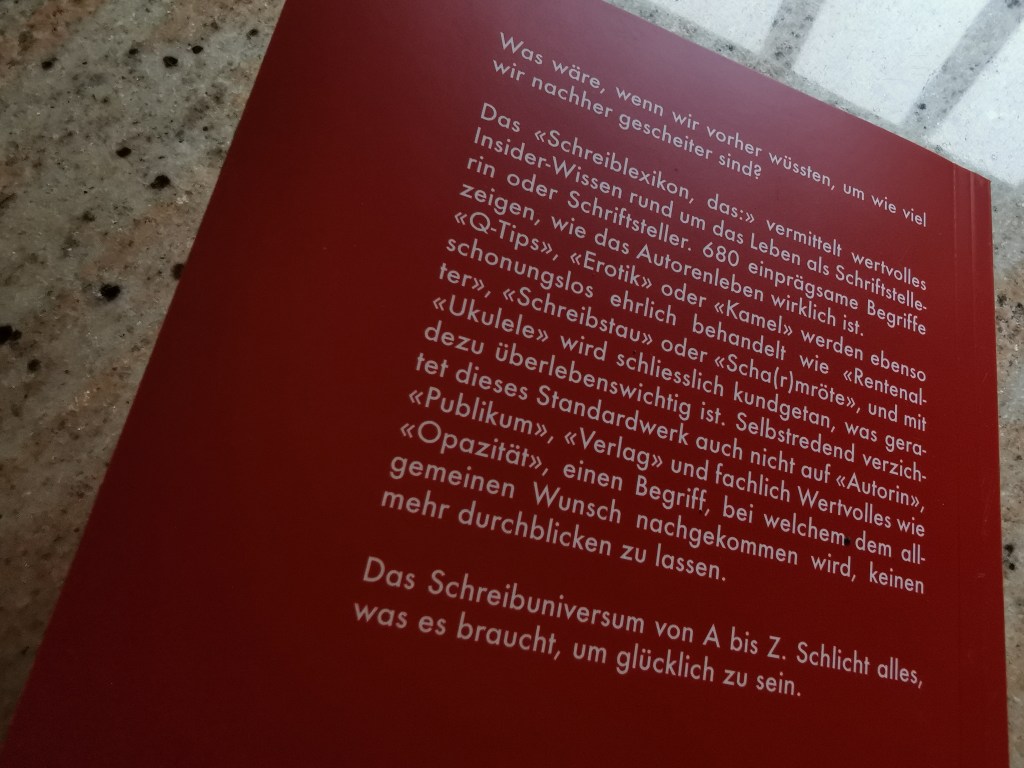 Was wäre, wenn wir vorher wüssten, um wie viel
wir nachher gescheiter sind?
Das «Schreiblexikon, das:» vermittelt wertvolles
Insider-Wissen rund um das Leben als Schriftstelle-
rin oder Schriftsteller. 680 einprägsame Begriffe
zeigen, wie das Autorenleben wirklich ist.
«Q-Tips», «Erotik» oder «Kamel» werden ebenso
schonungslos ehrlich behandelt wie «Rentenal-
ter», «Schreibstau» oder «Scha(r)mröte», und mit
«Ukulele» wird schliesslich kundgetan, was gera-
dezu überlebenswichtig ist. Selbstredend verzich-
tet dieses Standardwerk auch nicht auf «Autorin»,
«Publikum», «Verlag» und fachlich Wertvolles wie
«Opazität», einen Begriff, bei welchem dem all-
gemeinen Wunsch nachgekommen wird, keinen
mehr durchblicken zu lassen.
Das Schreibuniversum von A bis Z. Schlicht alles,
was es braucht, um glücklich zu sein.